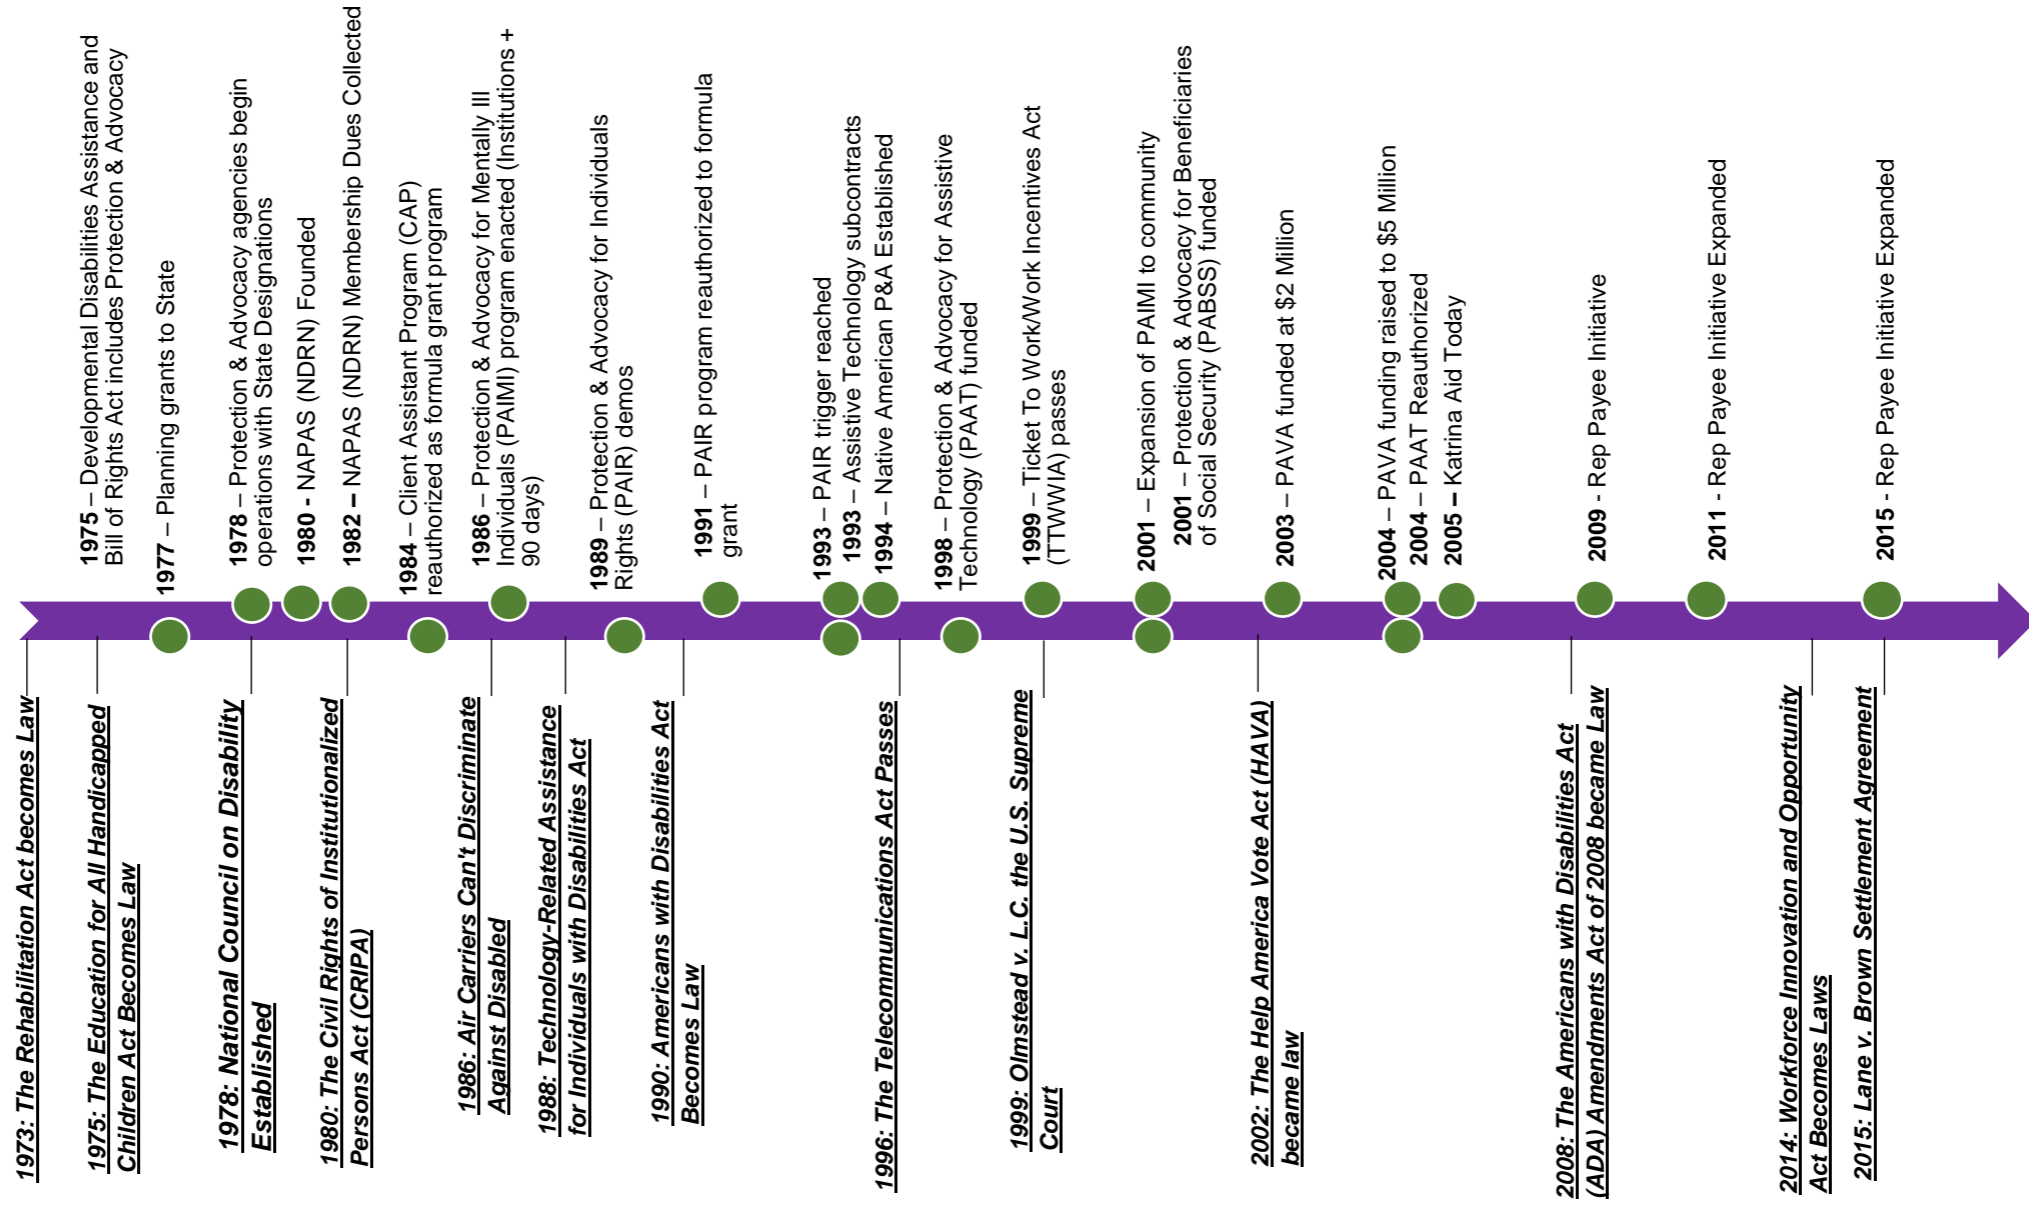 1975 – Developmental Disabilities Assistance and
Bill of Rights Act includes Protection & Advocacy
1977 – Planning grants to State
1978 – Protection & Advocacy agencies begin
operations with State Designations
1980 - NAPAS (NDRN) Founded
1982 – NAPAS (NDRN) Membership Dues Collected
1984 – Client Assistant Program (CAP)
reauthorized as formula grant program
1986 – Protection & Advocacy for Mentally Ill
Individuals (PAIMI) program enacted (Institutions +
90 days)
1989 – Protection & Advocacy for Individuals
Rights (PAIR) demos
1991 – PAIR program reauthorized to formula
grant
1993 – PAIR trigger reached
1993 – Assistive Technology subcontracts
1994 – Native American P&A Established
1998 – Protection & Advocacy for Assistive
Technology (PAAT) funded
1999 – Ticket To Work/Work Incentives Act
(TTWWIA) passes
2001 – Expansion of PAIMI to community
2001 – Protection & Advocacy for Beneficiaries
of Social Security (PABSS) funded
2003 – PAVA funded at $2 Million
2004 – PAVA funding raised to $5 Million
2004 – PAAT Reauthorized
2005 – Katrina Aid Today
2009 - Rep Payee Initiative
2011 - Rep Payee Initiative Expanded
2015 - Rep Payee Initiative Expanded
1973: The Rehabilitation Act becomes Law
1975: The Education for All Handicapped
Children Act Becomes Law
1978: National Council on Disability
Established
1980: The Civil Rights of Institutionalized
Persons Act (CRIPA)
1986: Air Carriers Can't Discriminate
Against Disabled
1988: Technology-Related Assistance
for Individuals with Disabilities Act
1990: Americans with Disabilities Act
Becomes Law
1996: The Telecommunications Act Passes
1999: Olmstead v. L.C. the U.S. Supreme
Court
2002: The Help America Vote Act (HAVA)
became law
2008: The Americans with Disabilities Act
(ADA) Amendments Act of 2008 became Law
2014: Workforce Innovation and Opportunity
Act Becomes Laws
2015: Lane v. Brown Settlement Agreement